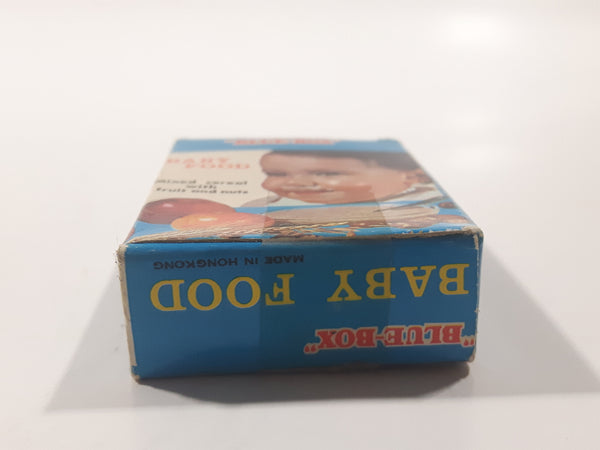 BABY
FOOD
mixed cereal
with
fruit and nuts
"BLUE-BOX"
BABY FOOD
MADE IN HONGKONG